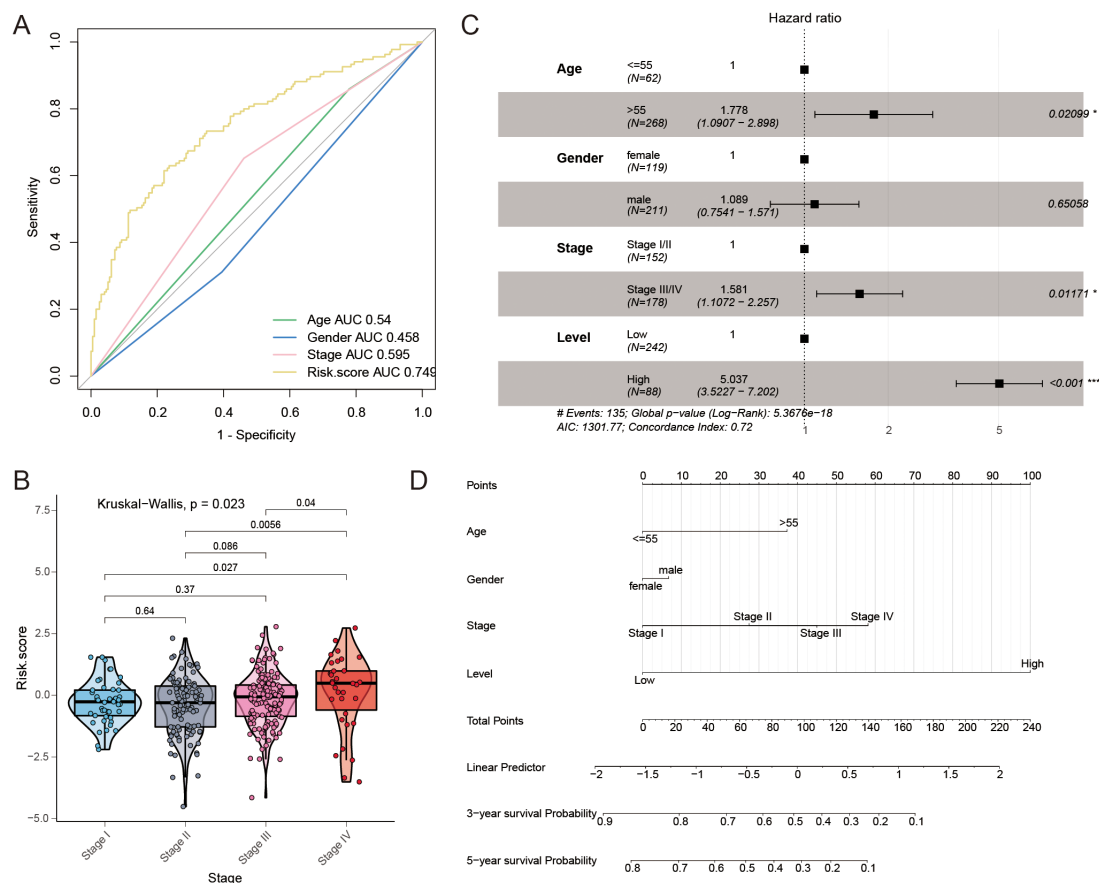 A
1.0
0.8
0.6
0.4
0.2
0.0
Sensitivity
Age AUC 0.54
Gender AUC 0.458
Stage AUC 0.595
Risk.score AUC 0.749
0.0 0.2 0.4 0.6 0.8 1.0
1 - Specificity
C
Hazard ratio
Age <=55 1
(N=62)
>55 1.778 0.02099 *
(N=268) (1.0907 − 2.898)
Gender female 1
(N=119)
male 1.089 0.65058
(N=211) (0.7541 − 1.571)
Stage Stage I/II 1
(N=152)
Stage III/IV 1.581 0.01171 *
(N=178) (1.1072 − 2.257)
Level Low 1
(N=242)
High 5.037 <0.001 ***
(N=88) (3.5227 − 7.202)
# Events: 135; Global p−value (Log−Rank): 5.3676e−18
AIC: 1301.77; Concordance Index: 0.72
1 2 5
B
Kruskal−Wallis, p = 0.023
0.04
0.0056
0.086
0.027
0.37
0.64
7.5
5.0
2.5
0.0
−2.5
−5.0
Risk.score
Stage I Stage II Stage III Stage IV
Stage
D
Points 0 10 20 30 40 50 60 70 80 90 100
Age <=55 >55
Gender female male
Stage Stage I Stage II Stage III Stage IV
Level Low High
Total Points 0 20 40 60 80 100 120 140 160 180 200 220 240
Linear Predictor −2 −1.5 −1 −0.5 0 0.5 1 1.5 2
3−year survival Probability 0.9 0.8 0.7 0.6 0.5 0.4 0.3 0.2 0.1
5−year survival Probability 0.8 0.7 0.6 0.5 0.4 0.3 0.2 0.1